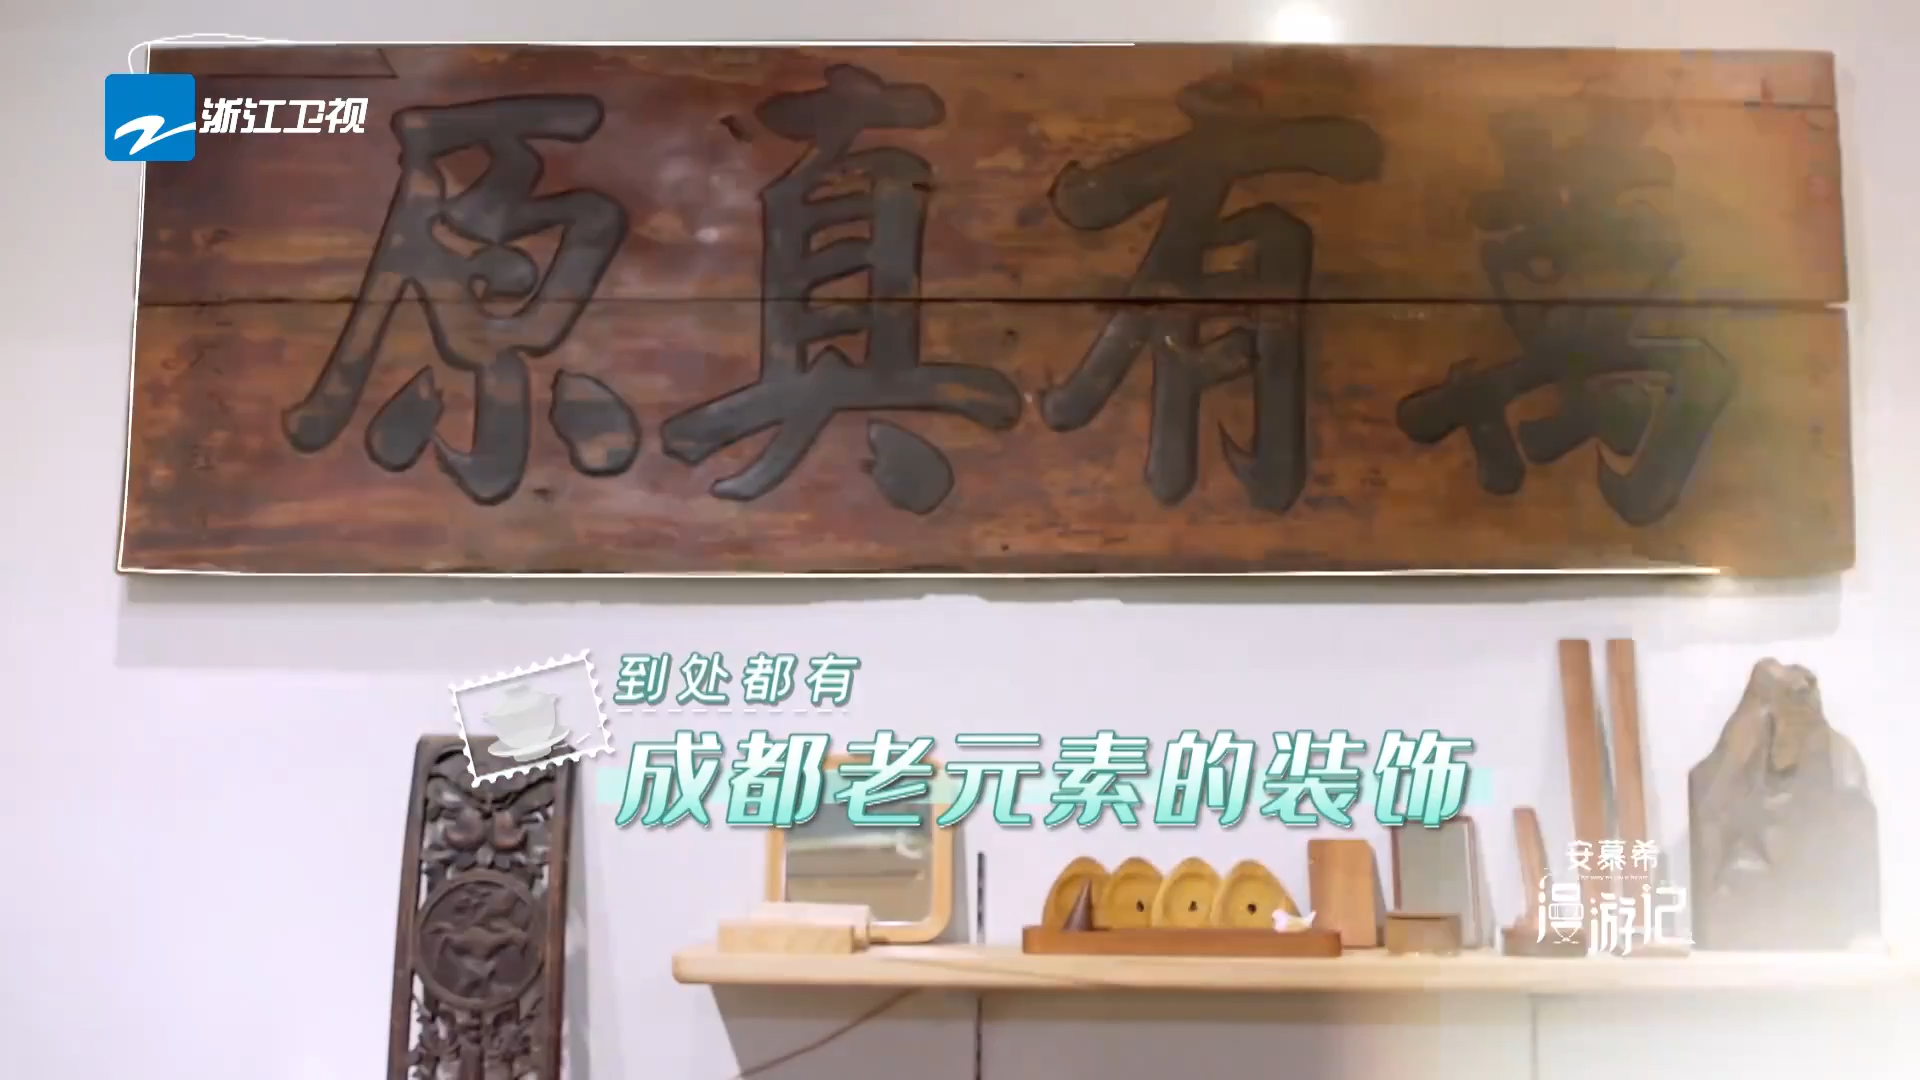 浙江卫视
原真有萬
到处都有
成都老元素的装饰
安慕希
漫游记